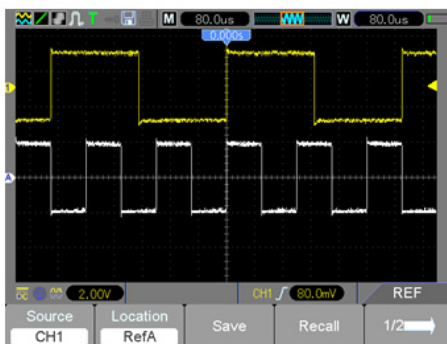 T M 80.0us W 80.0us
0.000s
1
A
DC 2.00V CH1 80.0mV REF
Source Location Save Recall 1/2
CH1 RefA